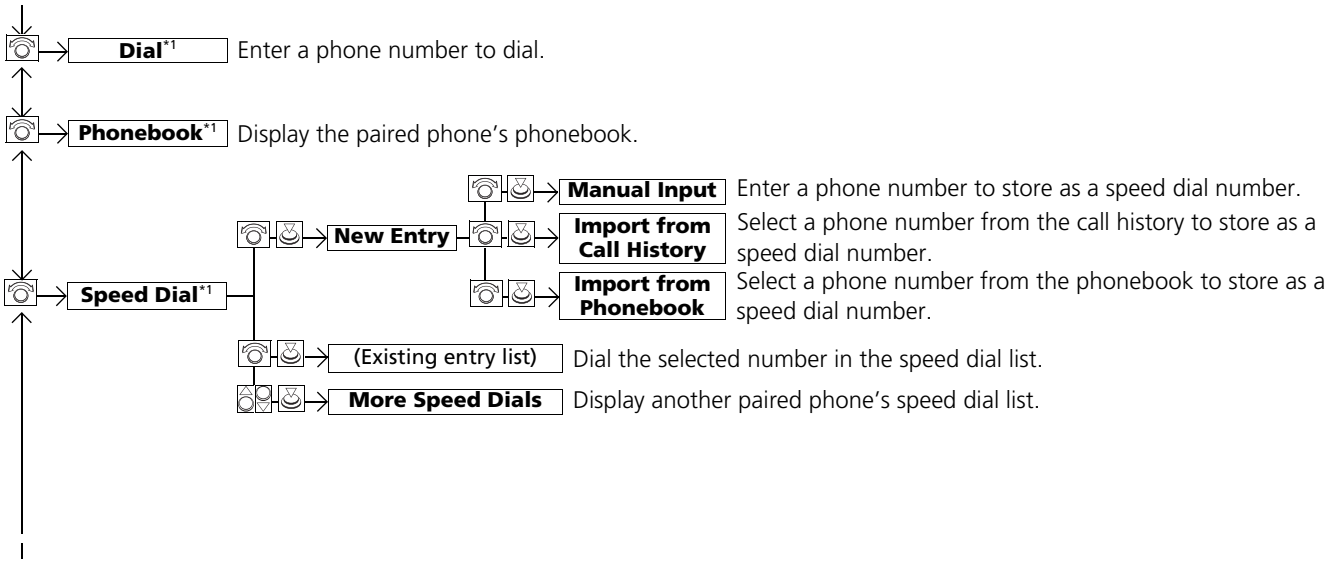 Dial*1 Enter a phone number to dial.
Phonebook*1 Display the paired phone’s phonebook.
Manual Input Enter a phone number to store as a speed dial number.
Speed Dial*1
New Entry
Import from
Call History
Select a phone number from the call history to store as a
speed dial number.
Import from
Phonebook
Select a phone number from the phonebook to store as a
speed dial number.
(Existing entry list) Dial the selected number in the speed dial list.
More Speed Dials Display another paired phone’s speed dial list.